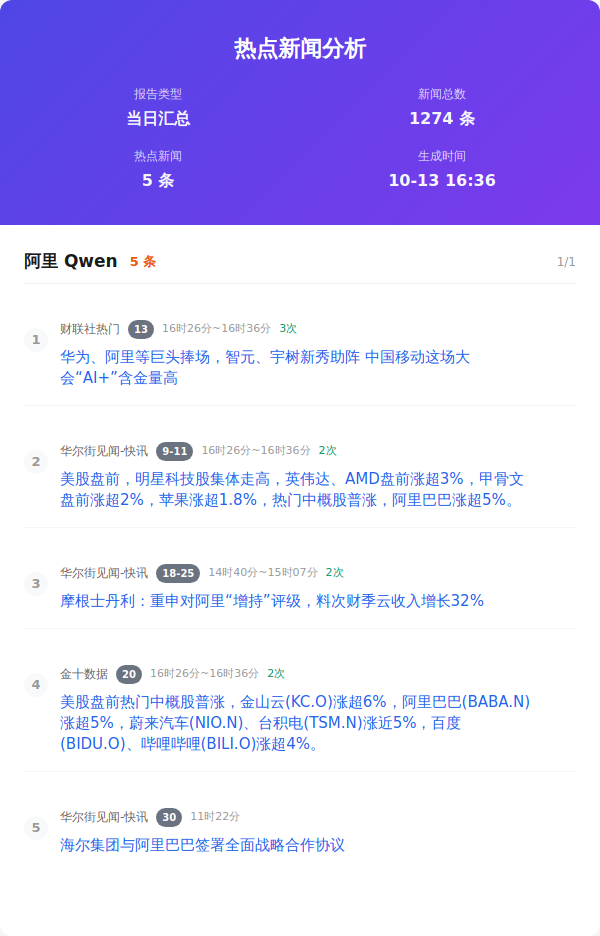 热点新闻分析
报告类型
新闻总数
当日汇总
1274 条
热点新闻
生成时间
5 条
10-13 16:36
阿里 Qwen 5 条 1/1
1
财联社热门 13 16时26分~16时36分 3次
华为、阿里等巨头捧场，智元、宇树新秀助阵 中国移动这场大
会“AI+”含金量高
2
华尔街见闻-快讯 9-11 16时26分~16时36分 2次
美股盘前，明星科技股集体走高，英伟达、AMD盘前涨超3%，甲骨文
盘前涨超2%，苹果涨超1.8%，热门中概股普涨，阿里巴巴涨超5%。
3
华尔街见闻-快讯 18-25 14时40分~15时07分 2次
摩根士丹利：重申对阿里“增持”评级，料次财季云收入增长32%
4
金十数据 20 16时26分~16时36分 2次
美股盘前热门中概股普涨，金山云(KC.O)涨超6%，阿里巴巴(BABA.N)
涨超5%，蔚来汽车(NIO.N)、台积电(TSM.N)涨近5%，百度
(BIDU.O)、哔哩哔哩(BILI.O)涨超4%。
5
华尔街见闻-快讯 30 11时22分
海尔集团与阿里巴巴签署全面战略合作协议